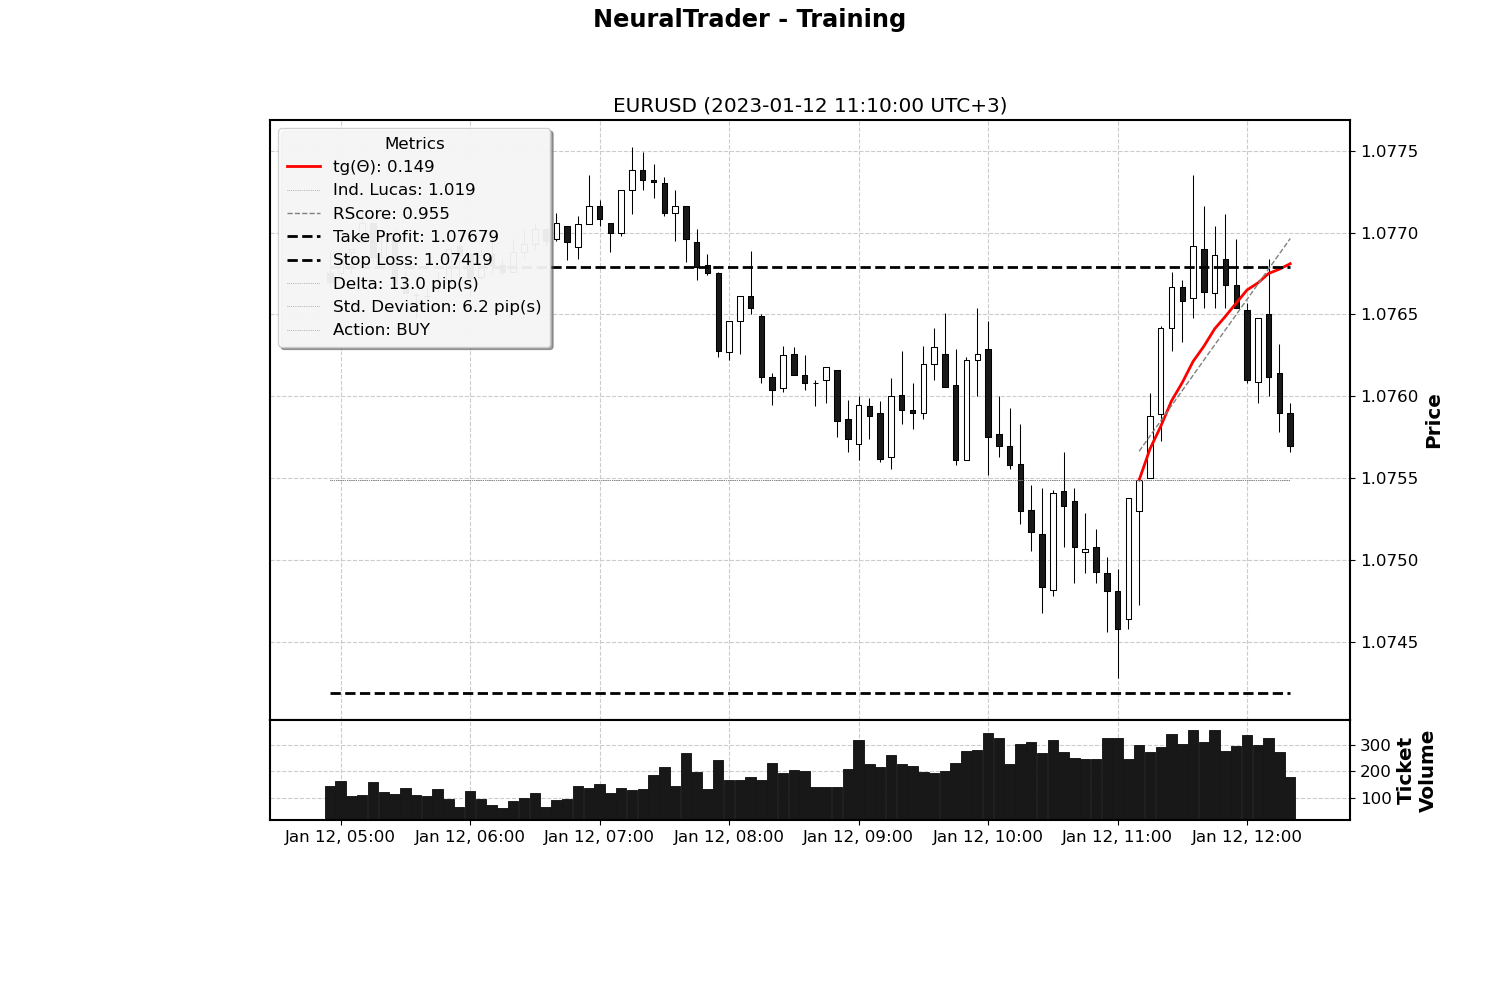 NeuralTrader - Training
EURUSD (2023-01-12 11:10:00 UTC+3)
Metrics
tg(Θ): 0.149
Ind. Lucas: 1.019
RScore: 0.955
Take Profit: 1.07679
Stop Loss: 1.07419
Delta: 13.0 pip(s)
Std. Deviation: 6.2 pip(s)
Action: BUY
1.0775
1.0770
1.0765
1.0760
1.0755
1.0750
1.0745
Price
300
200
100
Ticket
Volume
Jan 12, 05:00
Jan 12, 06:00
Jan 12, 07:00
Jan 12, 08:00
Jan 12, 09:00
Jan 12, 10:00
Jan 12, 11:00
Jan 12, 12:00